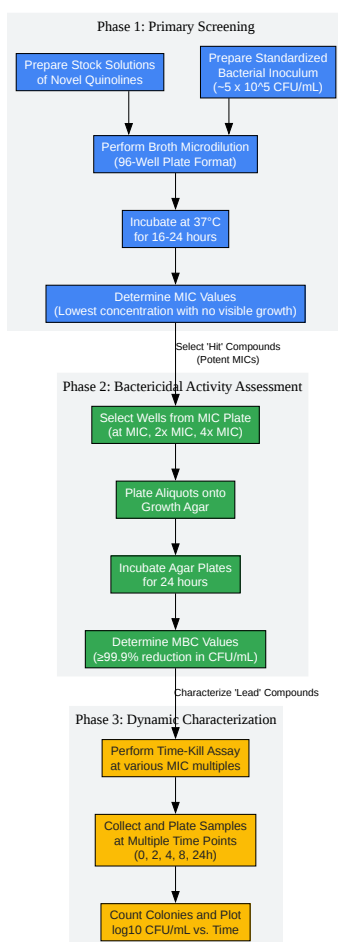 Phase 1: Primary Screening
Prepare Stock Solutions
of Novel Quinolines
Prepare Standardized
Bacterial Inoculum
(~5 x 10^5 CFU/mL)
Perform Broth Microdilution
(96-Well Plate Format)
Incubate at 37°C
for 16-24 hours
Determine MIC Values
(Lowest concentration with no visible growth)
Select 'Hit' Compounds
(Potent MICs)
Phase 2: Bactericidal Activity Assessment
Select Wells from MIC Plate
(at MIC, 2x MIC, 4x MIC)
Plate Aliquots onto
Growth Agar
Incubate Agar Plates
for 24 hours
Determine MBC Values
(≥99.9% reduction in CFU/mL)
Characterize 'Lead' Compounds
Phase 3: Dynamic Characterization
Perform Time-Kill Assay
at various MIC multiples
Collect and Plate Samples
at Multiple Time Points
(0, 2, 4, 8, 24h)
Count Colonies and Plot
log10 CFU/mL vs. Time